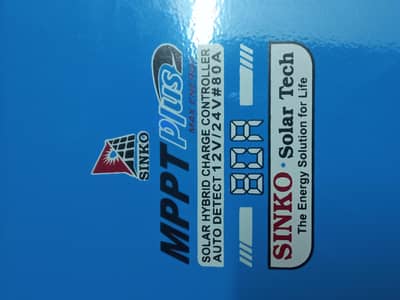 SINKO
MPPT Plus
MAX ENERGY
SOLAR HYBRID CHARGE CONTROLLER
AUTO DETECT 12V/24V#80A
80A
SINKO · Solar Tech
The Energy Solution for Life